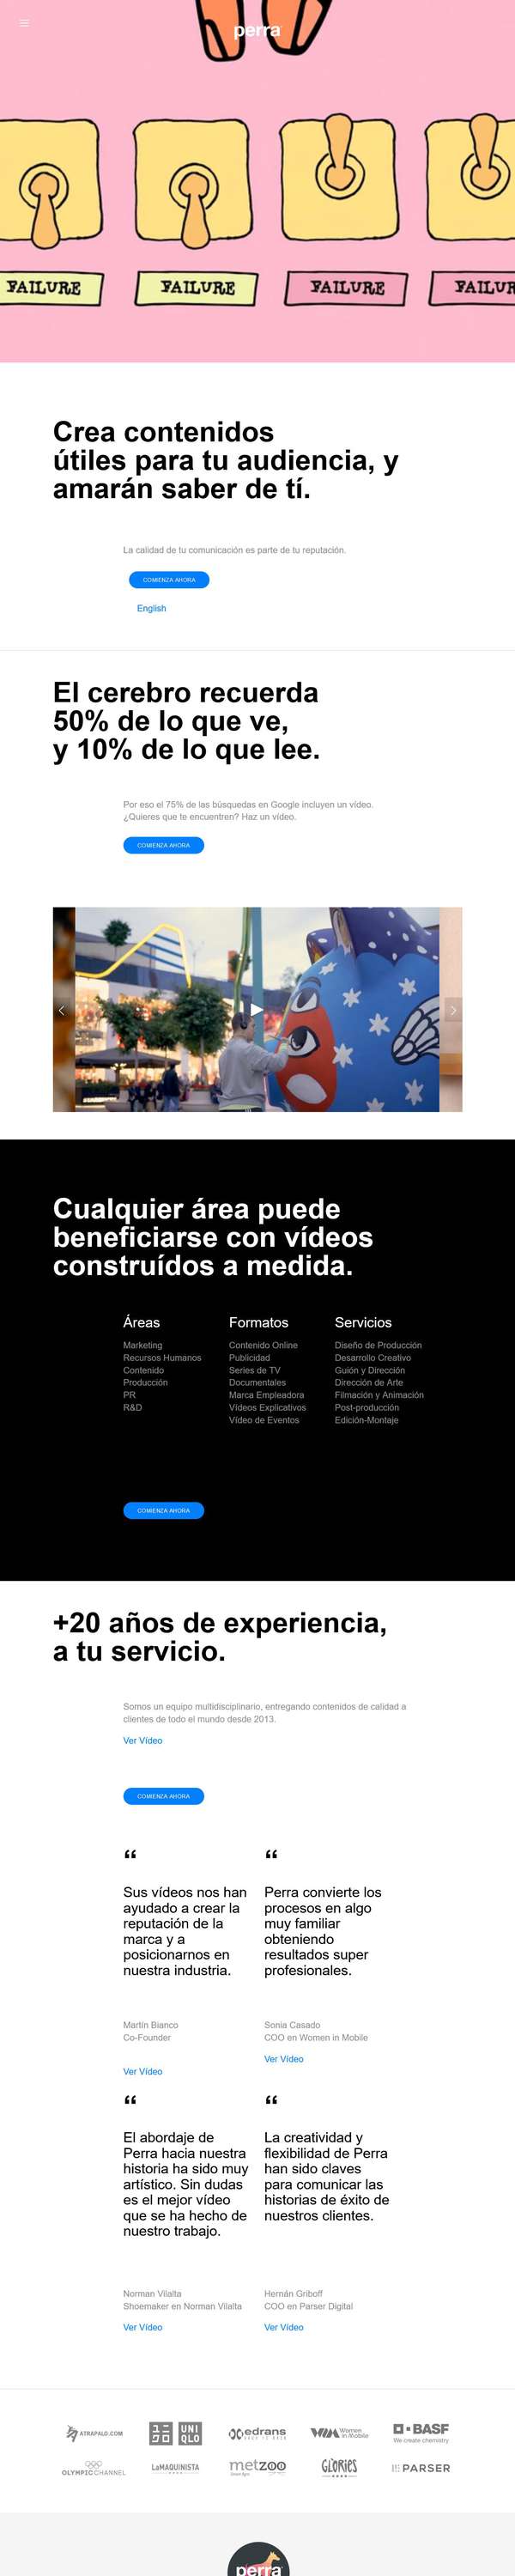 perra
FAILURE FAILURE FAILURE FAILUR
Crea contenidos
útiles para tu audiencia, y
amarán saber de tí.
La calidad de tu comunicación es parte de tu reputación.
COMIENZA AHORA
English
El cerebro recuerda
50% de lo que ve,
y 10% de lo que lee.
Por eso el 75% de las búsquedas en Google incluyen un vídeo.
¿Quieres que te encuentren? Haz un vídeo.
COMIENZA AHORA
Cualquier área puede
beneficiarse con vídeos
construídos a medida.
Áreas
Marketing
Recursos Humanos
Contenido
Producción
PR
R&D
Formatos
Contenido Online
Publicidad
Series de TV
Documentales
Marca Empleadora
Vídeos Explicativos
Vídeo de Eventos
Servicios
Diseño de Producción
Desarrollo Creativo
Guión y Dirección
Dirección de Arte
Filmación y Animación
Post-producción
Edición-Montaje
COMIENZA AHORA
+20 años de experiencia,
a tu servicio.
Somos un equipo multidisciplinario, entregando contenidos de calidad a
clientes de todo el mundo desde 2013.
Ver Vídeo
COMIENZA AHORA
“
Sus vídeos nos han
ayudado a crear la
reputación de la
marca y a
posicionarnos en
nuestra industria.
Martín Bianco
Co-Founder
Ver Vídeo
“
Perra convierte los
procesos en algo
muy familiar
obteniendo
resultados super
profesionales.
Sonia Casado
COO en Women in Mobile
Ver Vídeo
“
El abordaje de
Perra hacia nuestra
historia ha sido muy
artístico. Sin dudas
es el mejor vídeo
que se ha hecho de
nuestro trabajo.
Norman Vilalta
Shoemaker en Norman Vilalta
Ver Vídeo
“
La creatividad y
flexibilidad de Perra
han sido claves
para comunicar las
historias de éxito de
nuestros clientes.
Hernán Griboff
COO en Parser Digital
Ver Vídeo
ATRAPALO.COM
UNI
QLO
edrans
Women
in Mobile
BASF
We create chemistry
OLYMPIC CHANNEL
LaMAQUINISTA
metzoo
GLÒRIES
PARSER
perra